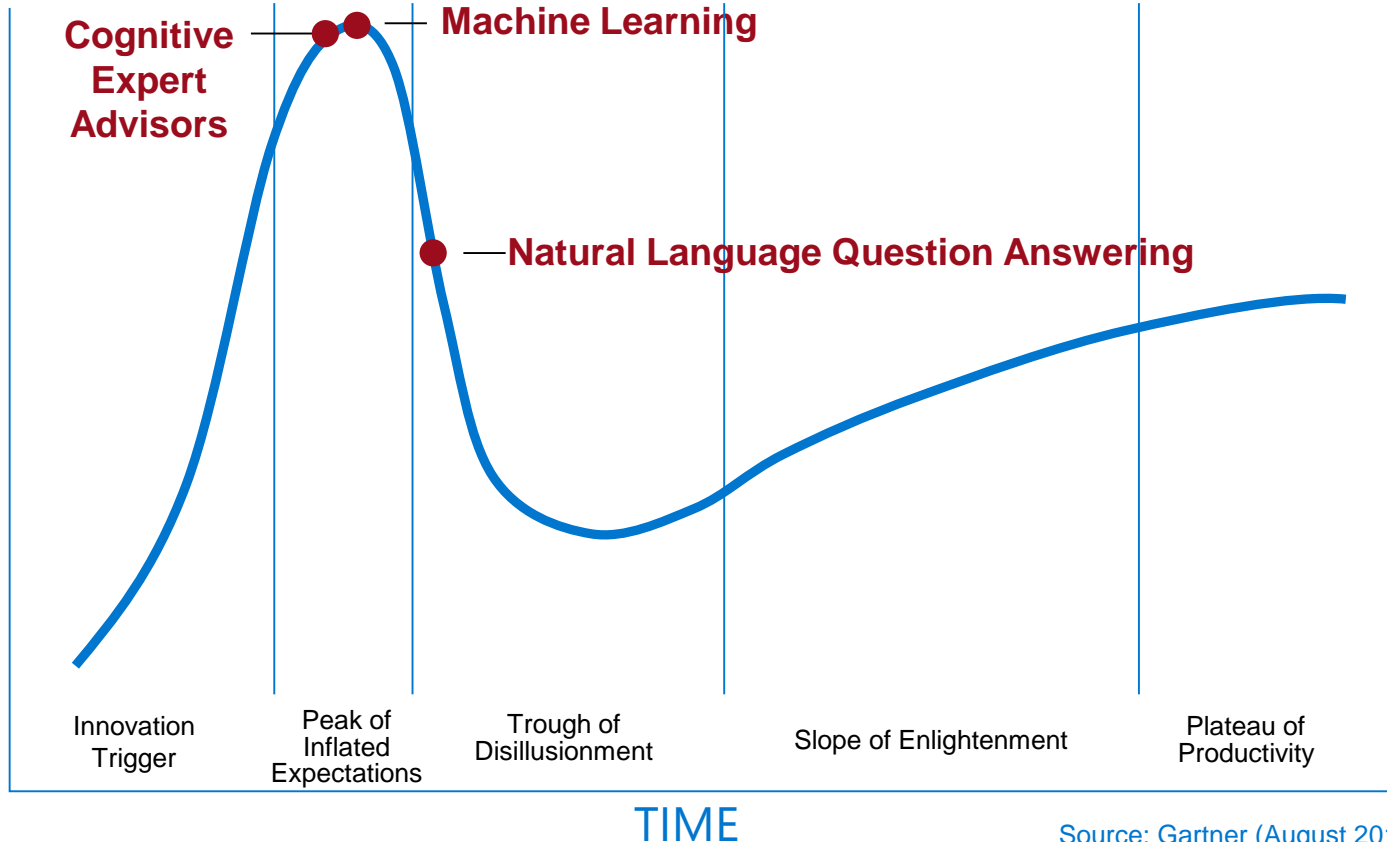 Cognitive
Expert
Advisors
Machine Learning
Natural Language Question Answering
Innovation
Trigger
Peak of
Inflated
Expectations
Trough of
Disillusionment
Slope of Enlightenment
Plateau of
Productivity
TIME
Source: Gartner (August